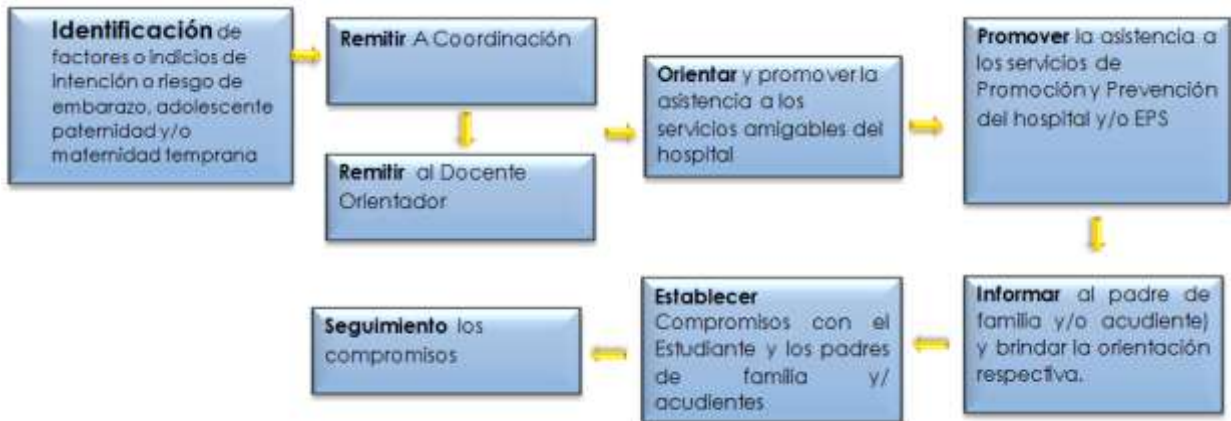 Identificación de
factores o indicios de
intención o riesgo de
embarazo, adolescente
paternidad y/o
maternidad temprana
Remitir A Coordinación
Remitir al Docente
Orientador
Orientar y promover la
asistencia a los
servicios amigables del
hospital
Promover la asistencia a
los servicios de
Promoción y Prevención
del hospital y/o EPS
Informar al padre de
familia y/o acudiente)
y brindar la orientación
respectiva.
Establecer
Compromisos con el
Estudiante y los padres
de familia y/
acudientes
Seguimiento los
compromisos